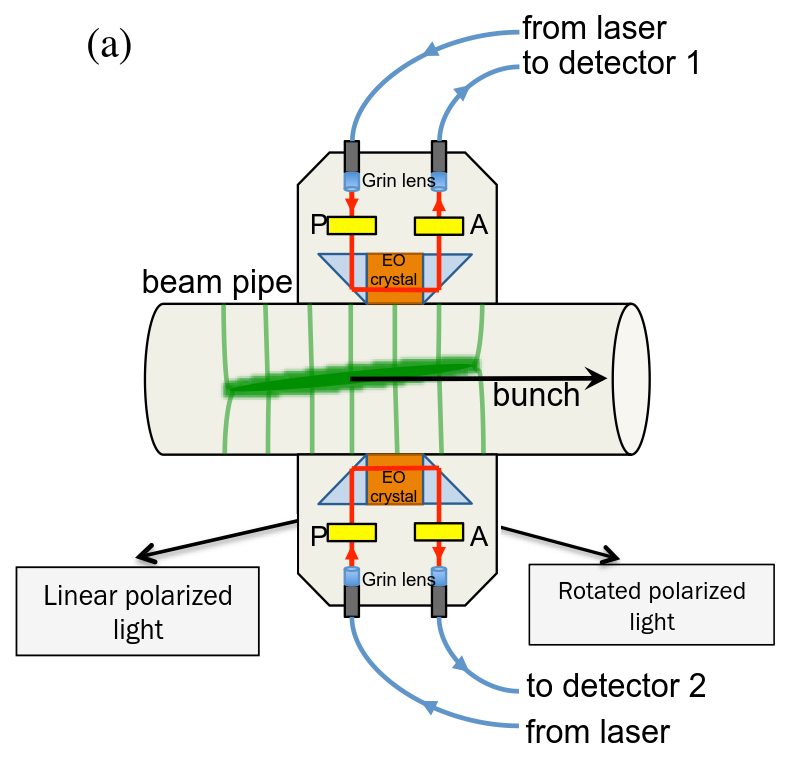 (a)
from laser
to detector 1
Grin lens
P
A
EO
crystal
beam pipe
bunch
EO
crystal
P
A
Grin lens
Linear polarized
light
Rotated polarized
light
to detector 2
from laser